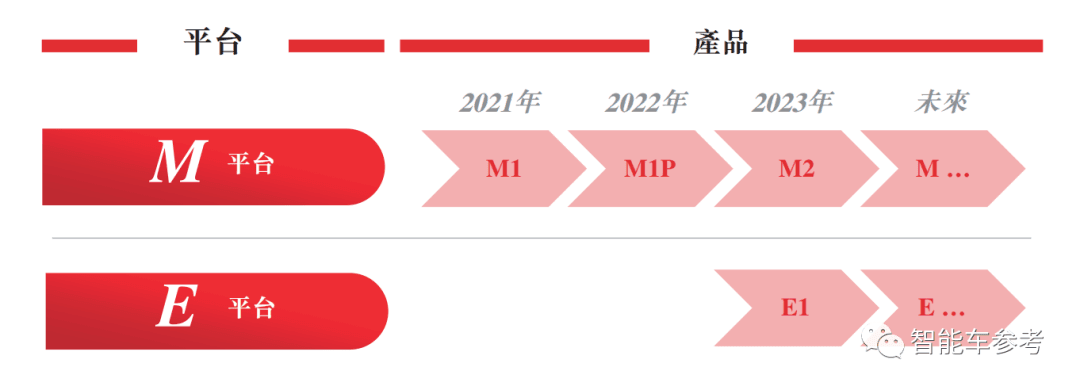 平台 產品
2021年 2022年 2023年 未來
M 平台 M1 M1P M2 M ...
E 平台 E1 E ...
智能车参考